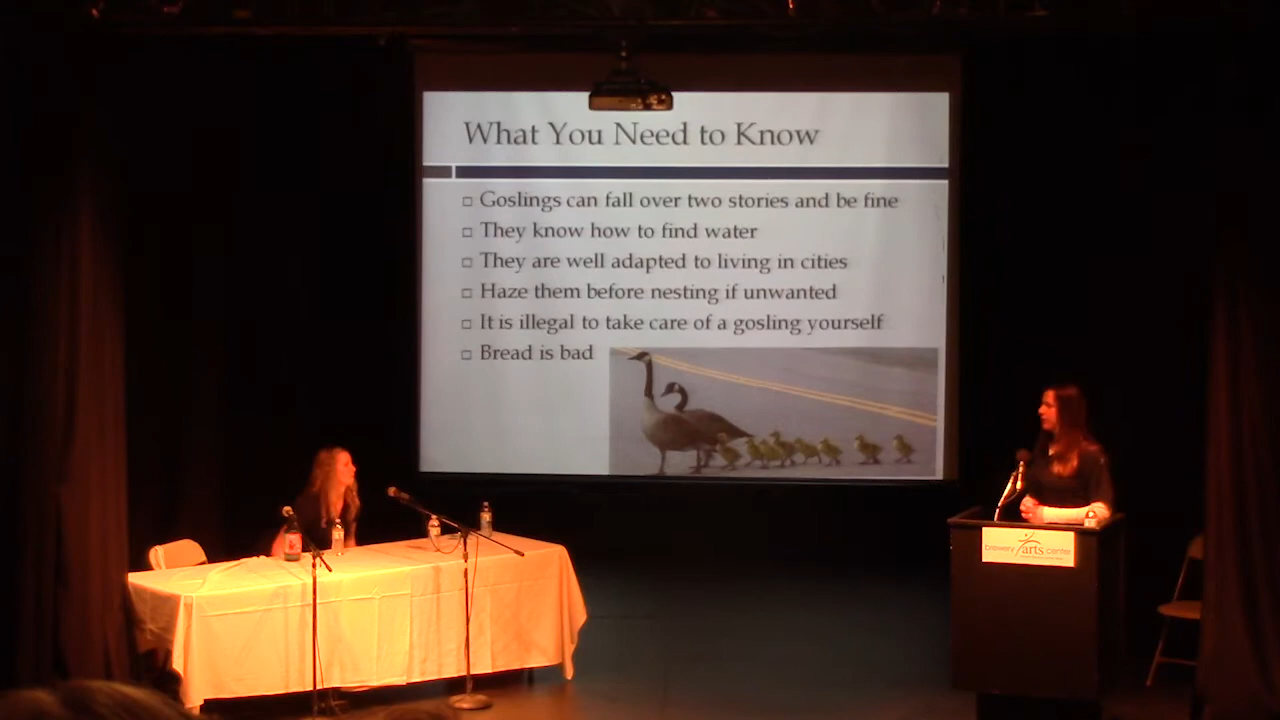 What You Need to Know
Goslings can fall over two stories and be fine
They know how to find water
They are well adapted to living in cities
Haze them before nesting if unwanted
It is illegal to take care of a gosling yourself
Bread is bad
brewery arts center